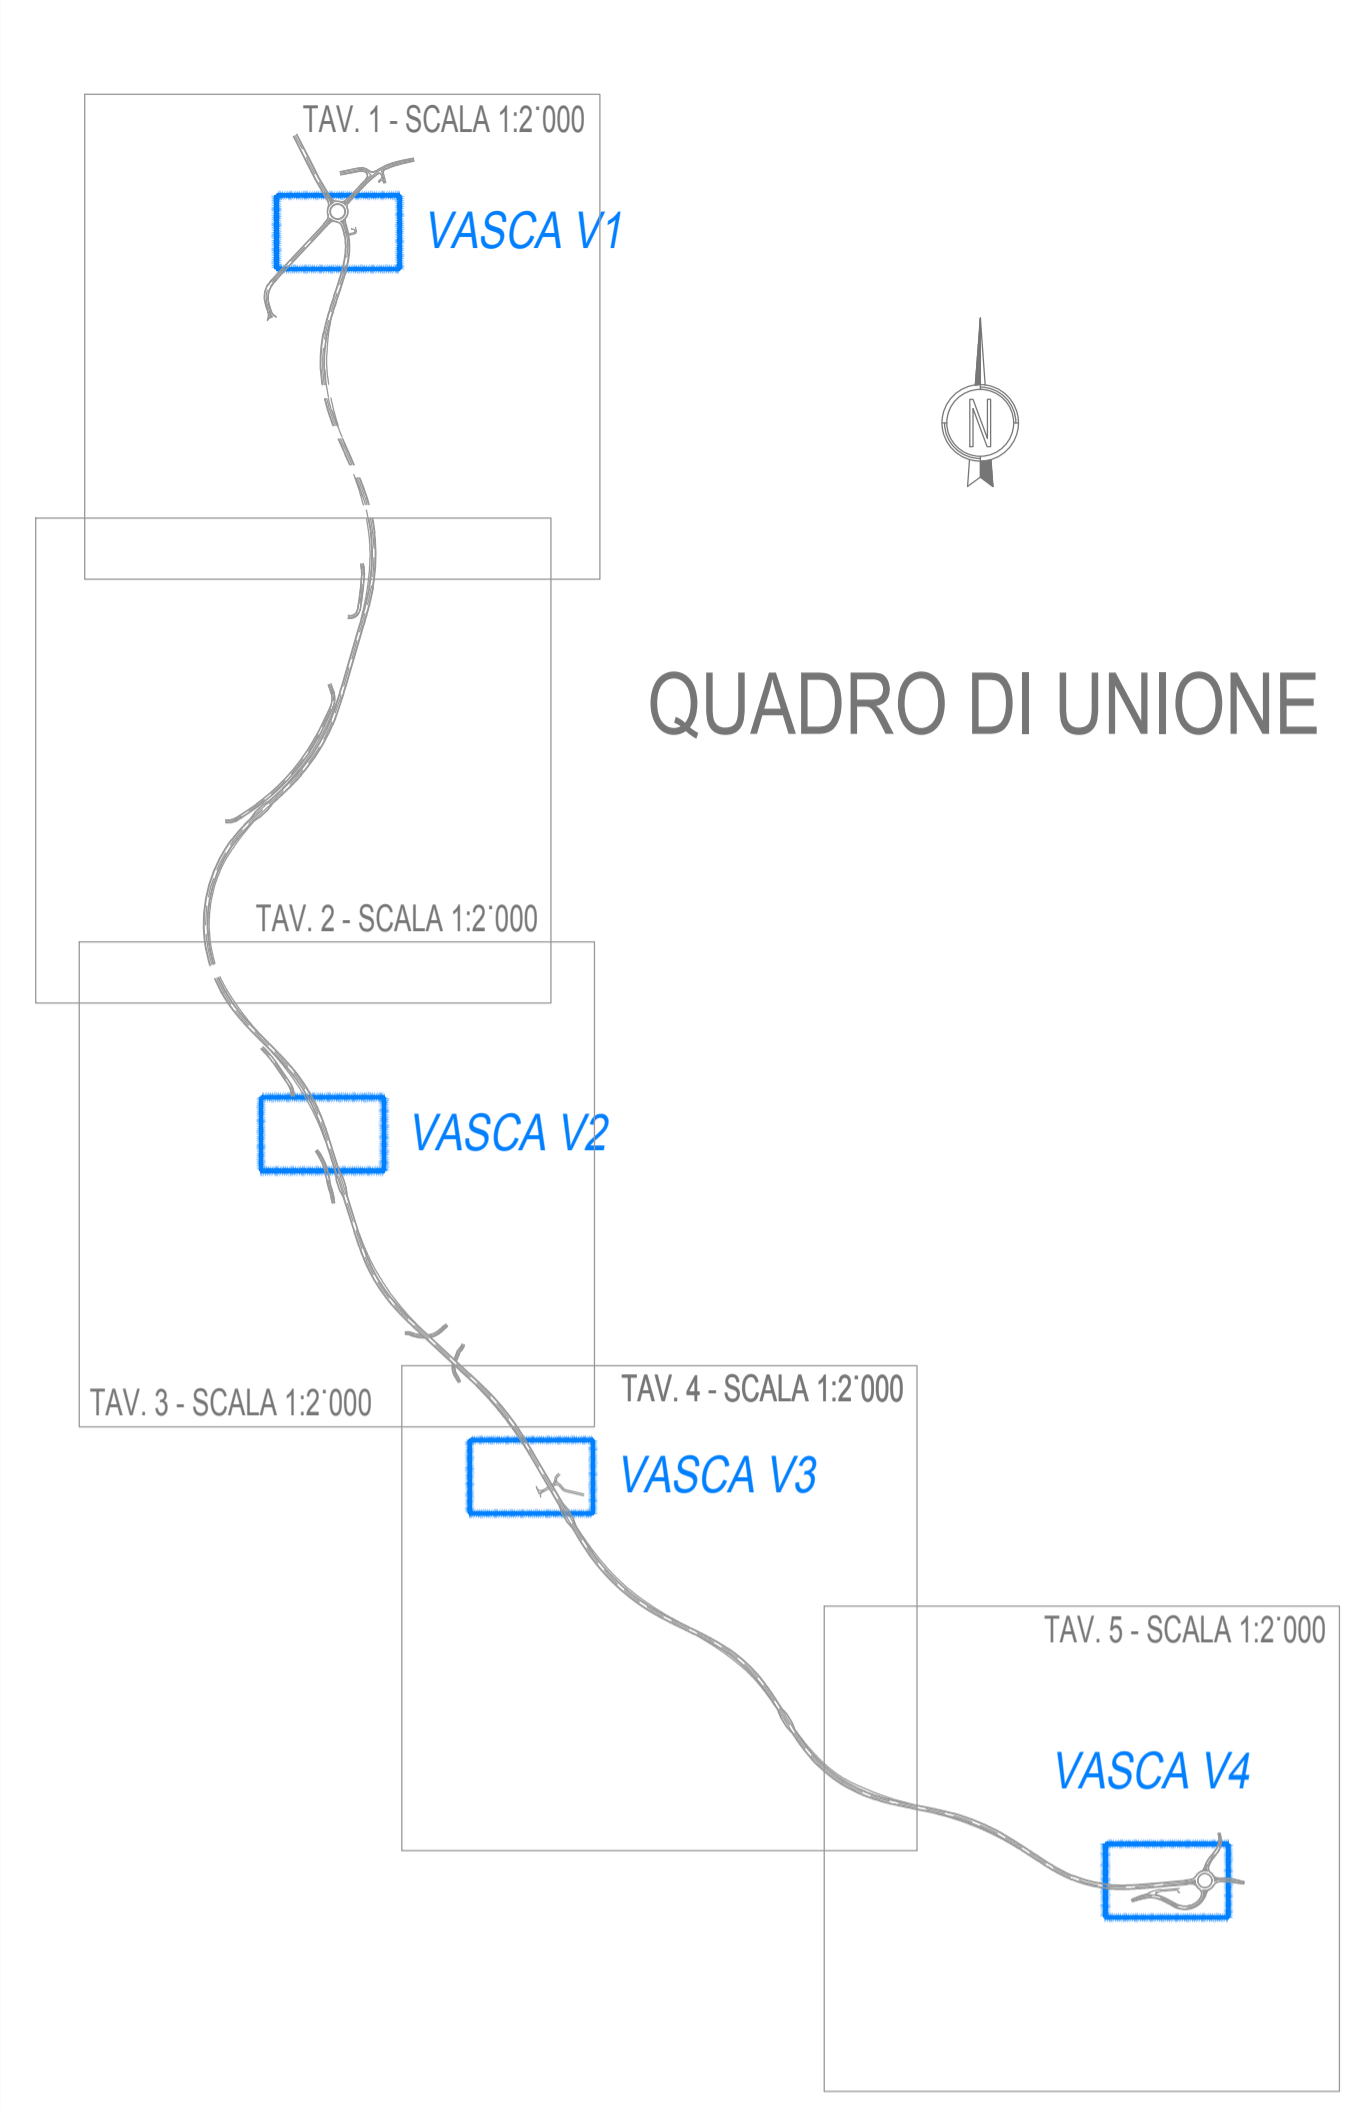 TAV. 1 - SCALA 1:2˙000
VASCA V1
N
QUADRO DI UNIONE
TAV. 2 - SCALA 1:2˙000
VASCA V2
TAV. 3 - SCALA 1:2˙000
TAV. 4 - SCALA 1:2˙000
VASCA V3
TAV. 5 - SCALA 1:2˙000
VASCA V4